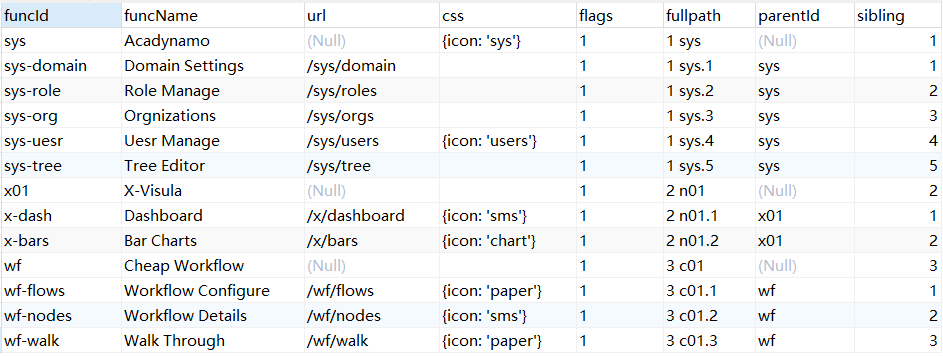 funcId funcName url css flags fullpath parentId sibling
sys Acadynamo (Null) {icon: 'sys'} 1 1 sys (Null) 1
sys-domain Domain Settings /sys/domain 1 1 sys.1 sys 1
sys-role Role Manage /sys/roles 1 1 sys.2 sys 2
sys-org Orgnizations /sys/orgs 1 1 sys.3 sys 3
sys-uesr Uesr Manage /sys/users {icon: 'users'} 1 1 sys.4 sys 4
sys-tree Tree Editor /sys/tree 1 1 sys.5 sys 5
x01 X-Visula (Null) 1 2 n01 (Null) 2
x-dash Dashboard /x/dashboard {icon: 'sms'} 1 2 n01.1 x01 1
x-bars Bar Charts /x/bars {icon: 'chart'} 1 2 n01.2 x01 2
wf Cheap Workflow (Null) 1 3 c01 (Null) 3
wf-flows Workflow Configure /wf/flows {icon: 'paper'} 1 3 c01.1 wf 1
wf-nodes Workflow Details /wf/nodes {icon: 'sms'} 1 3 c01.2 wf 2
wf-walk Walk Through /wf/walk {icon: 'paper'} 1 3 c01.3 wf 3